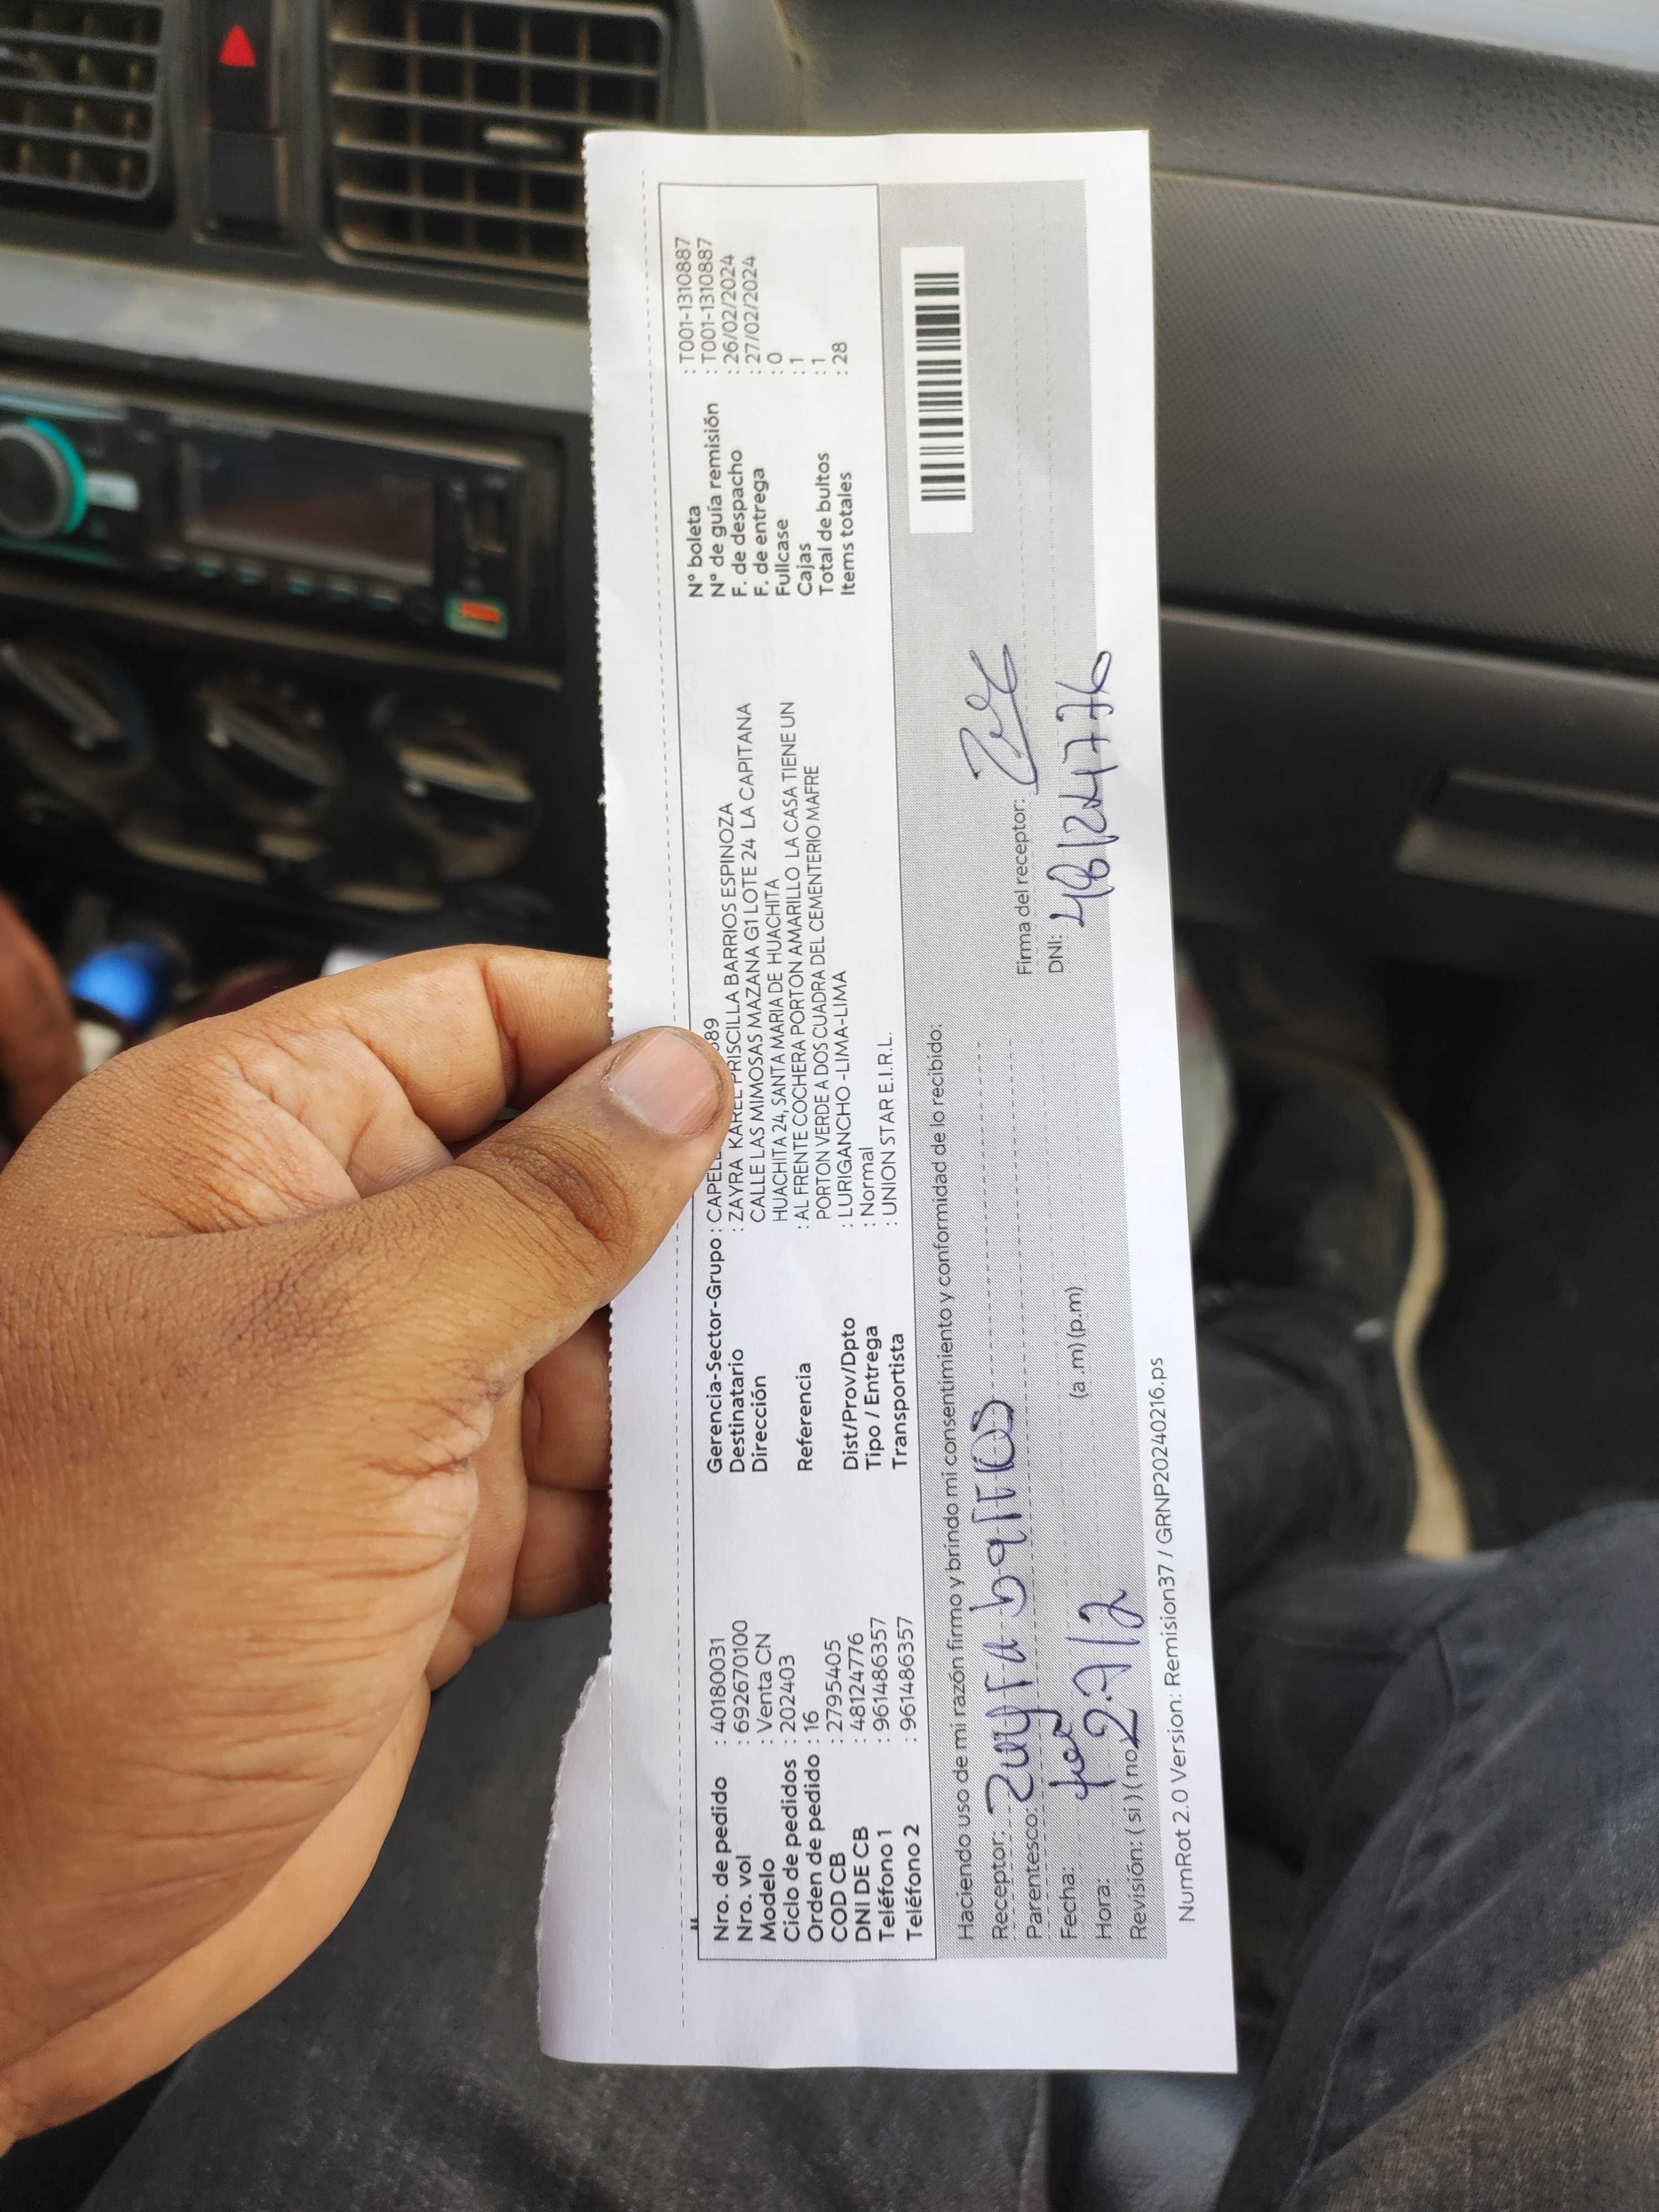 Nro. de pedido : 40180031
Nro. vol : 6926770100
Modelo : Venta CN
Ciclo de pedidos : 202403
Orden de pedido : 16
COD CB : 2795405
DNI DE CB : 48124776
Teléfono 1 : 961486357
Teléfono 2 : 961486357
Gerencia-Sector-Grupo : CAPEL 89
Destinatario : ZAYRA KAREL PRISCILLA BARRIOS ESPINOZA
Dirección CALLE LAS MIMOSAS MAZANA G1 LOTE 24 LA CAPITANA
HUACHITA 24, SANTA MARIA DE HUACHITA
Referencia : AL FRENTE COCHERA PORTON AMARILLO LA CASA TIENE UN
PORTON VERDE A DOS CUADRA DEL CEMENTERIO MAFRE
Dist/Prov/Dpto : LURIGANCHO -LIMA-LIMA
Tipo / Entrega : Normal
Transportista : UNION STAR E.I.R.L.
N° boleta : T001-1310887
N° de guía remisión : T001-1310887
F. de despacho : 26/02/2024
F. de entrega : 27/02/2024
Fullcase : 0
Cajas : 1
Total de bultos : 1
Items totales : 28
Haciendo uso de mi razón firmo y brindo mi consentimiento y conformidad de lo recibido:
Receptor: Zayra barrios
Parentesco:
Fecha:
Hora: 27/2 (a .m) (p.m)
Revisión: ( si ) ( no )
Firma del receptor:
DNI: 48124776
NumRot 2.0 Version: Remision37 / GRNP20240216.ps